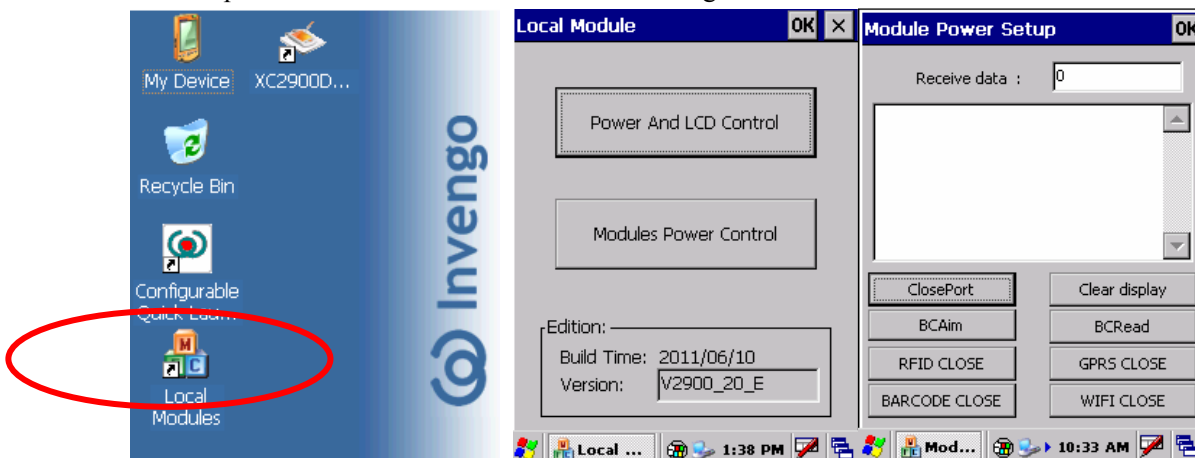 My Device XC2900D...
Recycle Bin
Configurable
Quick Lau...
Local
Modules
Invengo
Local Module OK ×
Power And LCD Control
Modules Power Control
Edition:
Build Time: 2011/06/10
Version: V2900_20_E
Local ... 1:38 PM
Module Power Setup OK
Receive data : 0
ClosePort Clear display
BCAim BCRead
RFID CLOSE GPRS CLOSE
BARCODE CLOSE WIFI CLOSE
Mod... 10:33 AM